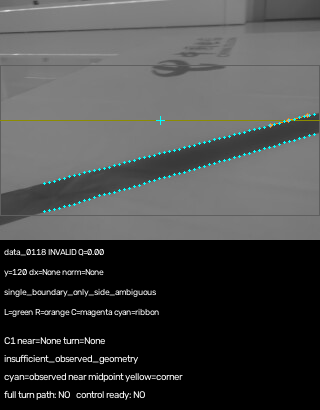 data_0118 INVALID Q=0.00
y=120 dx=None norm=None
single_boundary_only_side_ambiguous
L=green R=orange C=magenta cyan=ribbon
C1 near=None turn=None
insufficient_observed_geometry
cyan=observed near midpoint yellow=corner
full turn path: NO control ready: NO